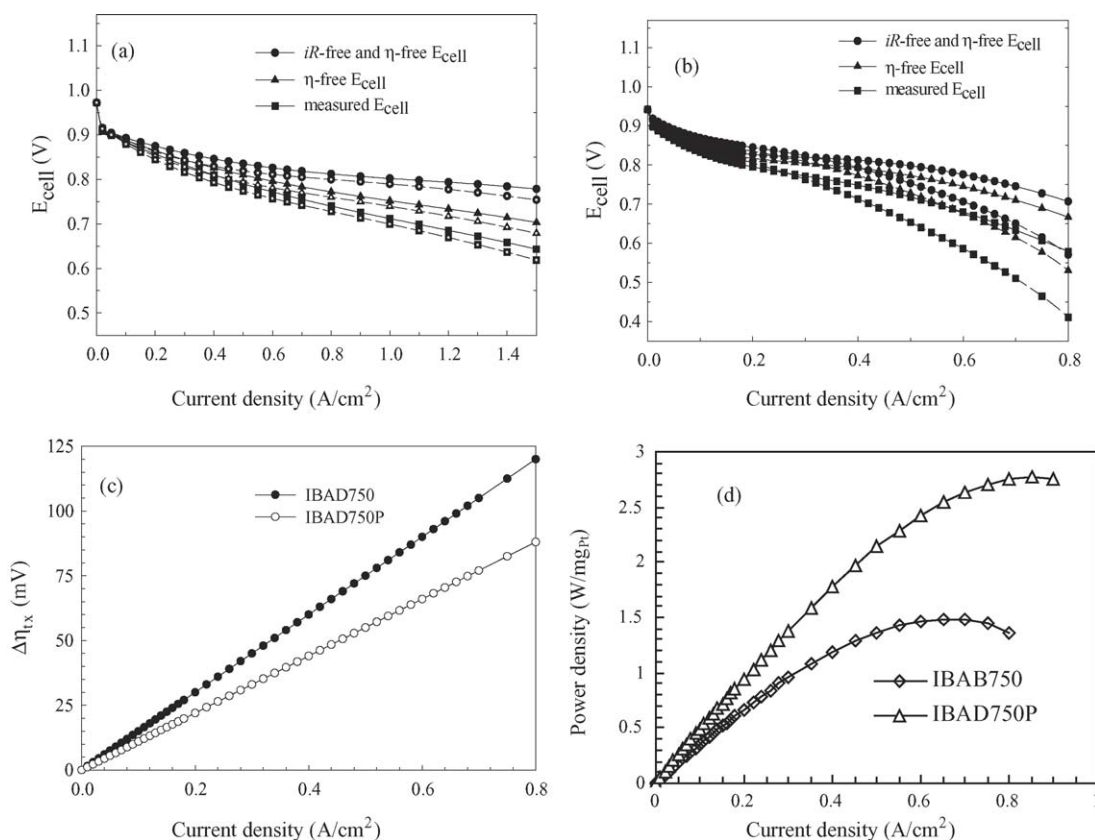 (a)
iR-free and η-free Ecell
η-free Ecell
measured Ecell
1.1
1.0
0.9
0.8
0.7
0.6
0.5
Ecell (V)
0.0 0.2 0.4 0.6 0.8 1.0 1.2 1.4
Current density (A/cm²)
(b)
iR-free and η-free Ecell
η-free Ecell
measured Ecell
1.1
1.0
0.9
0.8
0.7
0.6
0.5
0.4
Ecell (V)
0.0 0.2 0.4 0.6 0.8
Current density (A/cm²)
(c)
IBAD750
IBAD750P
125
100
75
50
25
0
Δηtx (mV)
0.0 0.2 0.4 0.6 0.8
Current density (A/cm²)
(d)
3
2.5
2
1.5
1
0.5
0
Power density (W/mgPt)
IBAB750
IBAD750P
0 0.2 0.4 0.6 0.8 1
Current density (A/cm²)